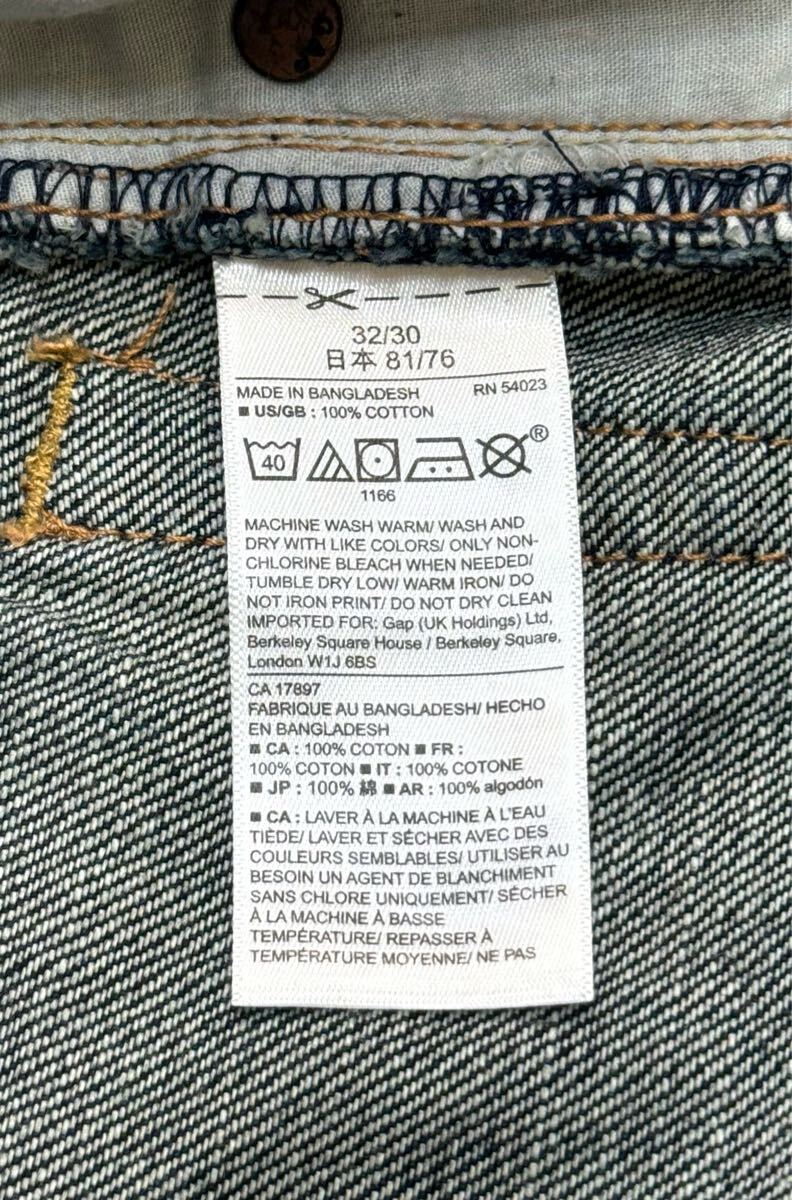 32/30
日本 81/76
MADE IN BANGLADESH RN 54023
■ US/GB : 100% COTTON
40 ®
1166
MACHINE WASH WARM/ WASH AND
DRY WITH LIKE COLORS/ ONLY NON-
CHLORINE BLEACH WHEN NEEDED/
TUMBLE DRY LOW/ WARM IRON/ DO
NOT IRON PRINT/ DO NOT DRY CLEAN
IMPORTED FOR: Gap (UK Holdings) Ltd,
Berkeley Square House / Berkeley Square,
London W1J 6BS
CA 17897
FABRIQUE AU BANGLADESH/ HECHO
EN BANGLADESH
■ CA : 100% COTON ■ FR :
100% COTON ■ IT : 100% COTONE
■ JP : 100% 綿 ■ AR : 100% algodón
■ CA : LAVER À LA MACHINE À L'EAU
TIÈDE/ LAVER ET SÉCHER AVEC DES
COULEURS SEMBLABLES/ UTILISER AU
BESOIN UN AGENT DE BLANCHIMENT
SANS CHLORE UNIQUEMENT/ SÉCHER
À LA MACHINE À BASSE
TEMPÉRATURE/ REPASSER À
TEMPÉRATURE MOYENNE/ NE PAS